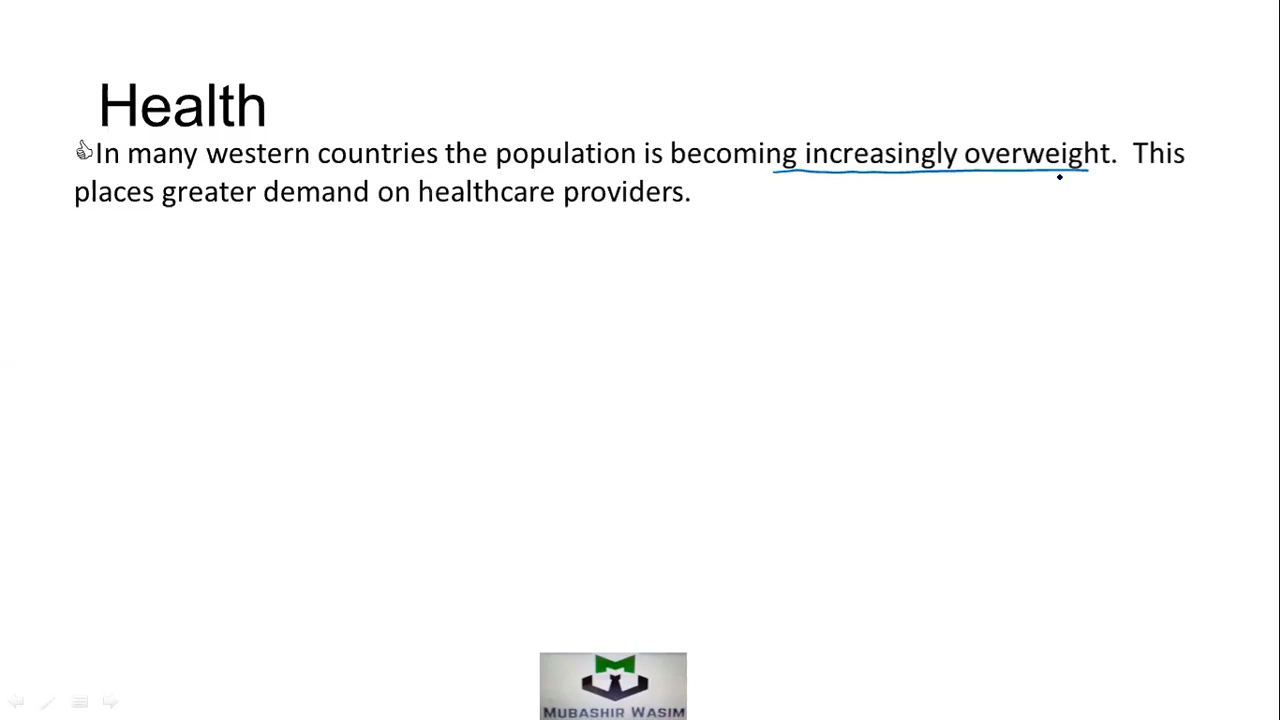 Health
👍In many western countries the population is becoming increasingly overweight.  This
places greater demand on healthcare providers.
MUBASHIR WASIM